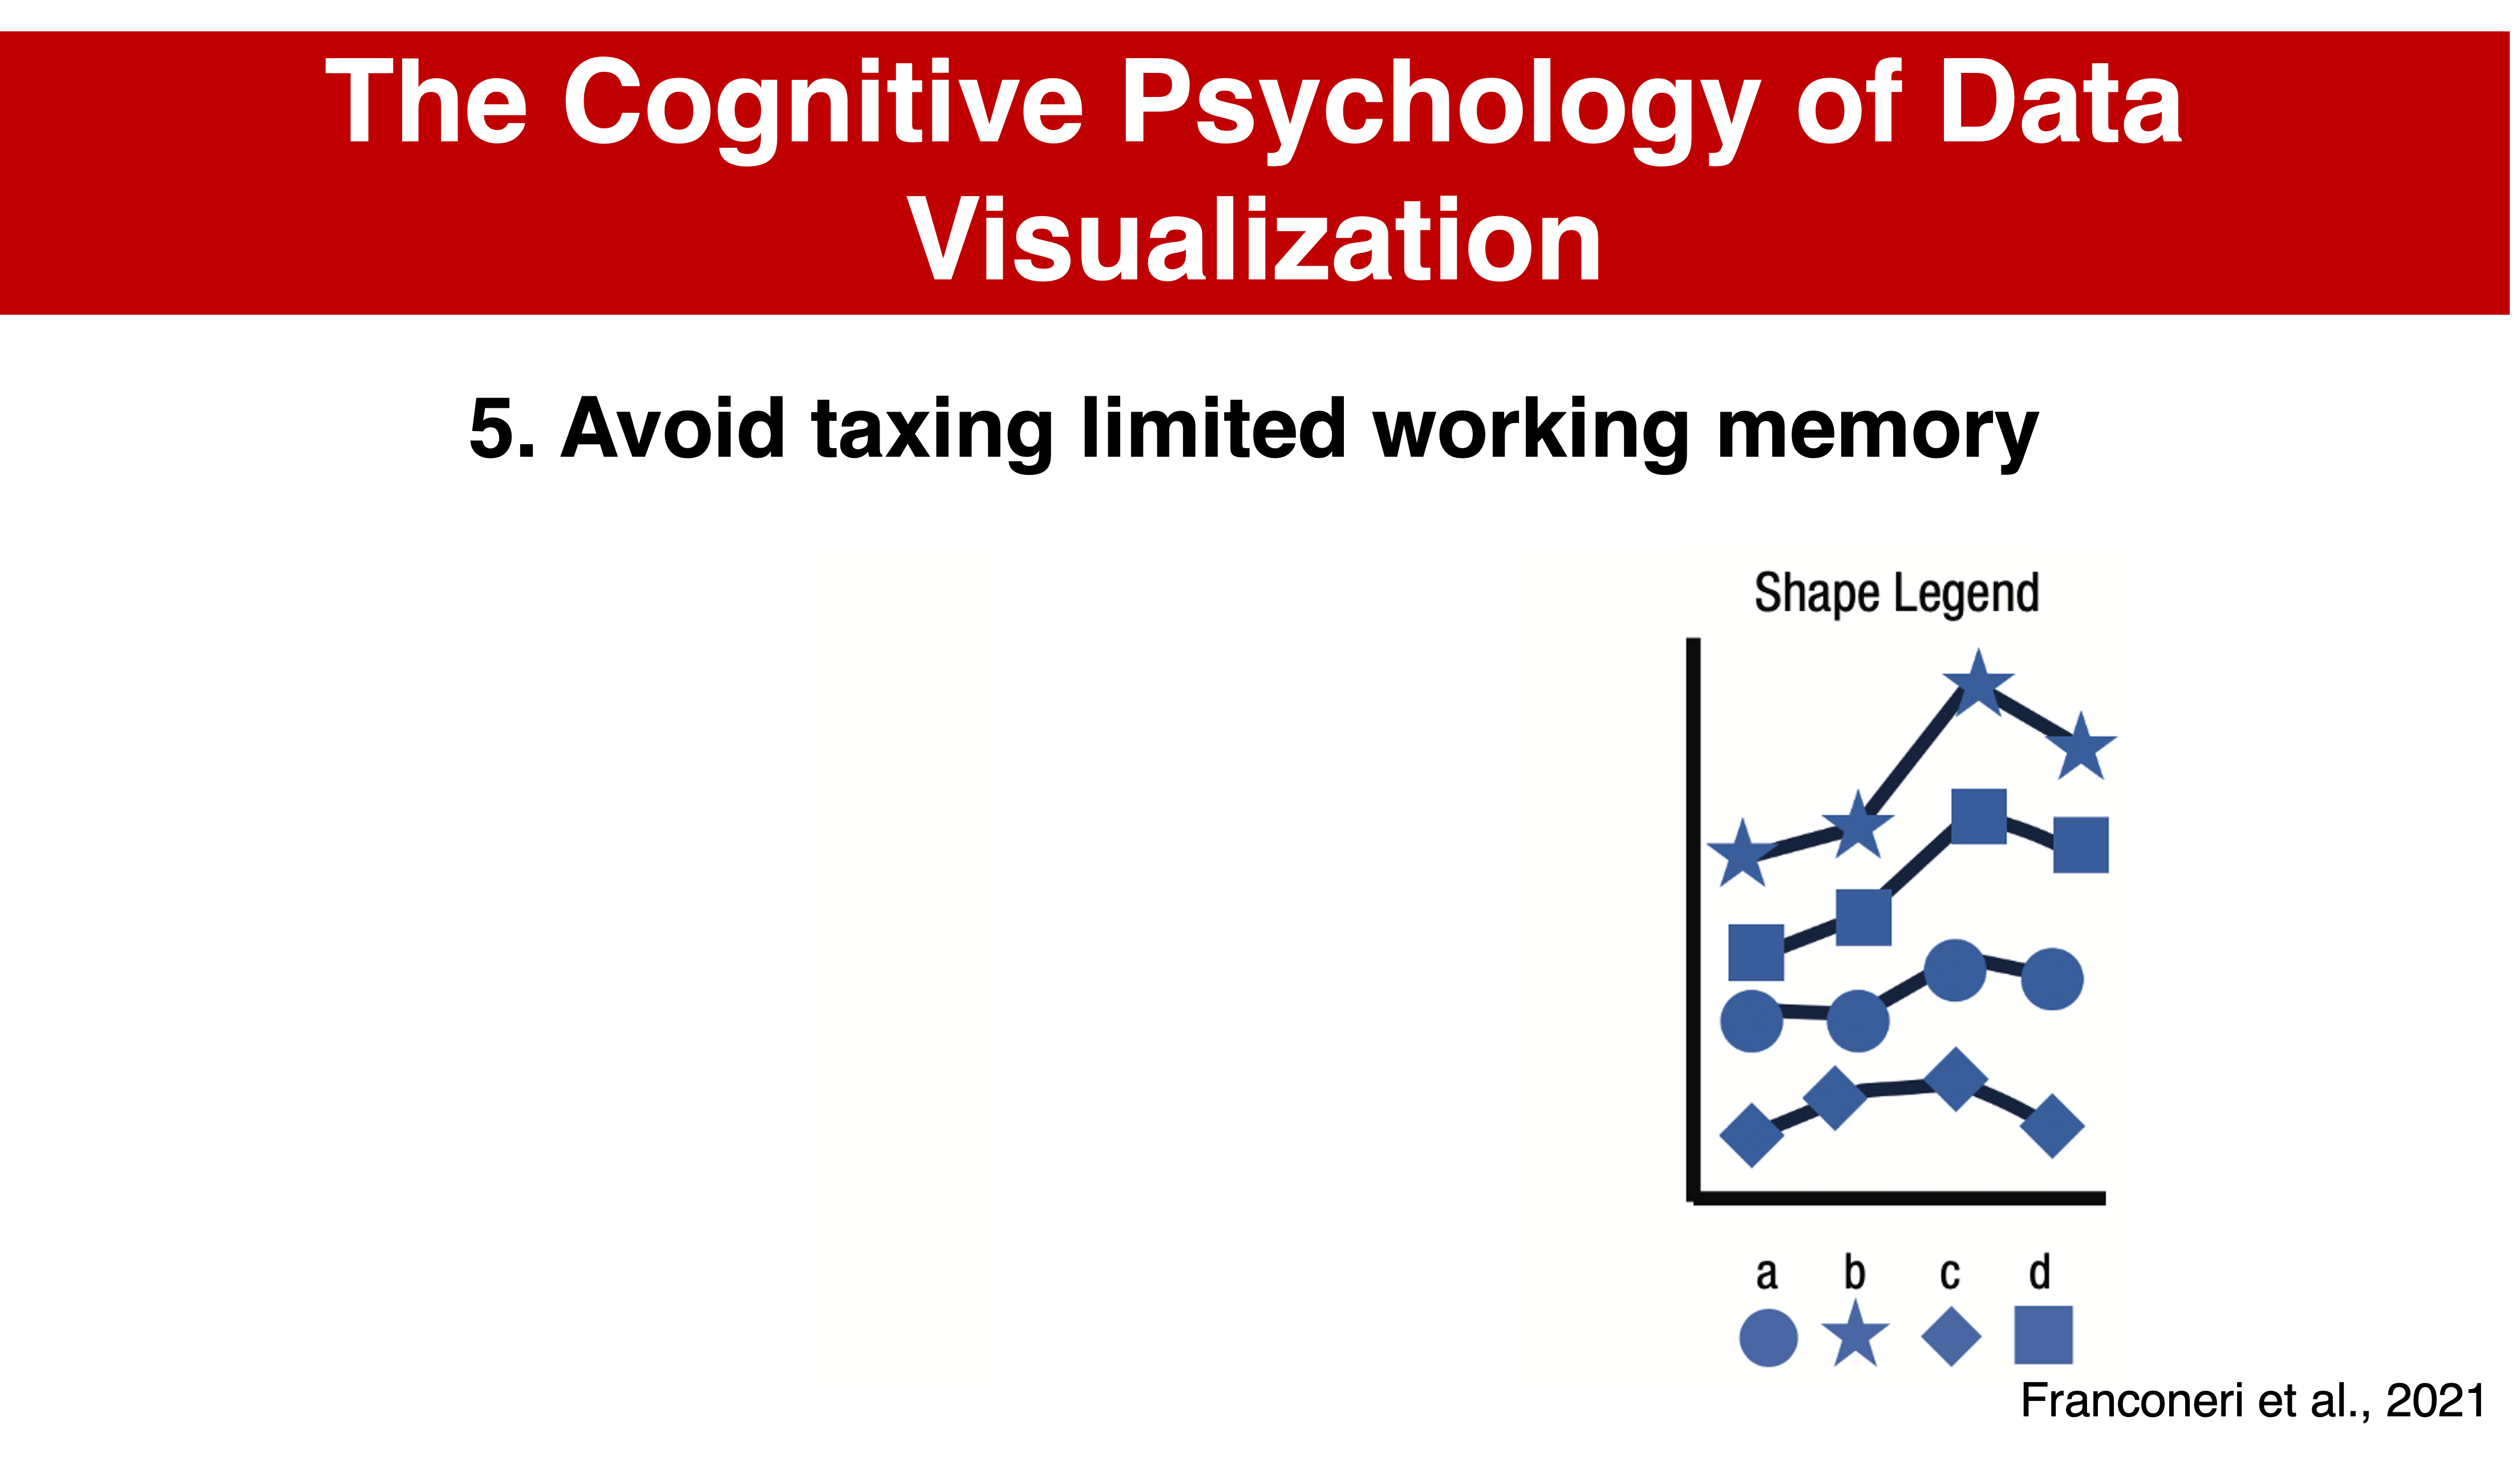 The Cognitive Psychology of Data
Visualization
5. Avoid taxing limited working memory
Shape Legend
a b c d
Franconeri et al., 2021